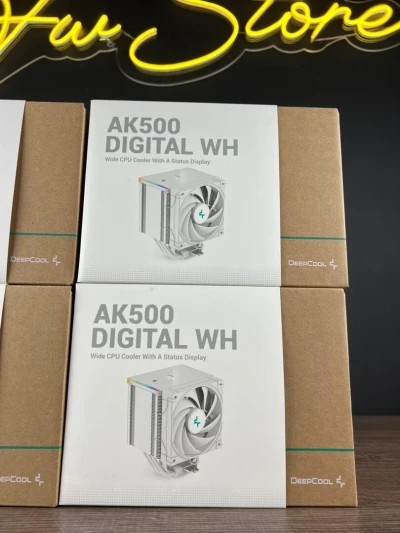 Store
AK500
DIGITAL WH
Wide CPU Cooler With A Status Display
DEEPCOOL
DEEPCOOL
AK500
DIGITAL WH
Wide CPU Cooler With A Status Display
DEEPCOOL
DEEPCOOL